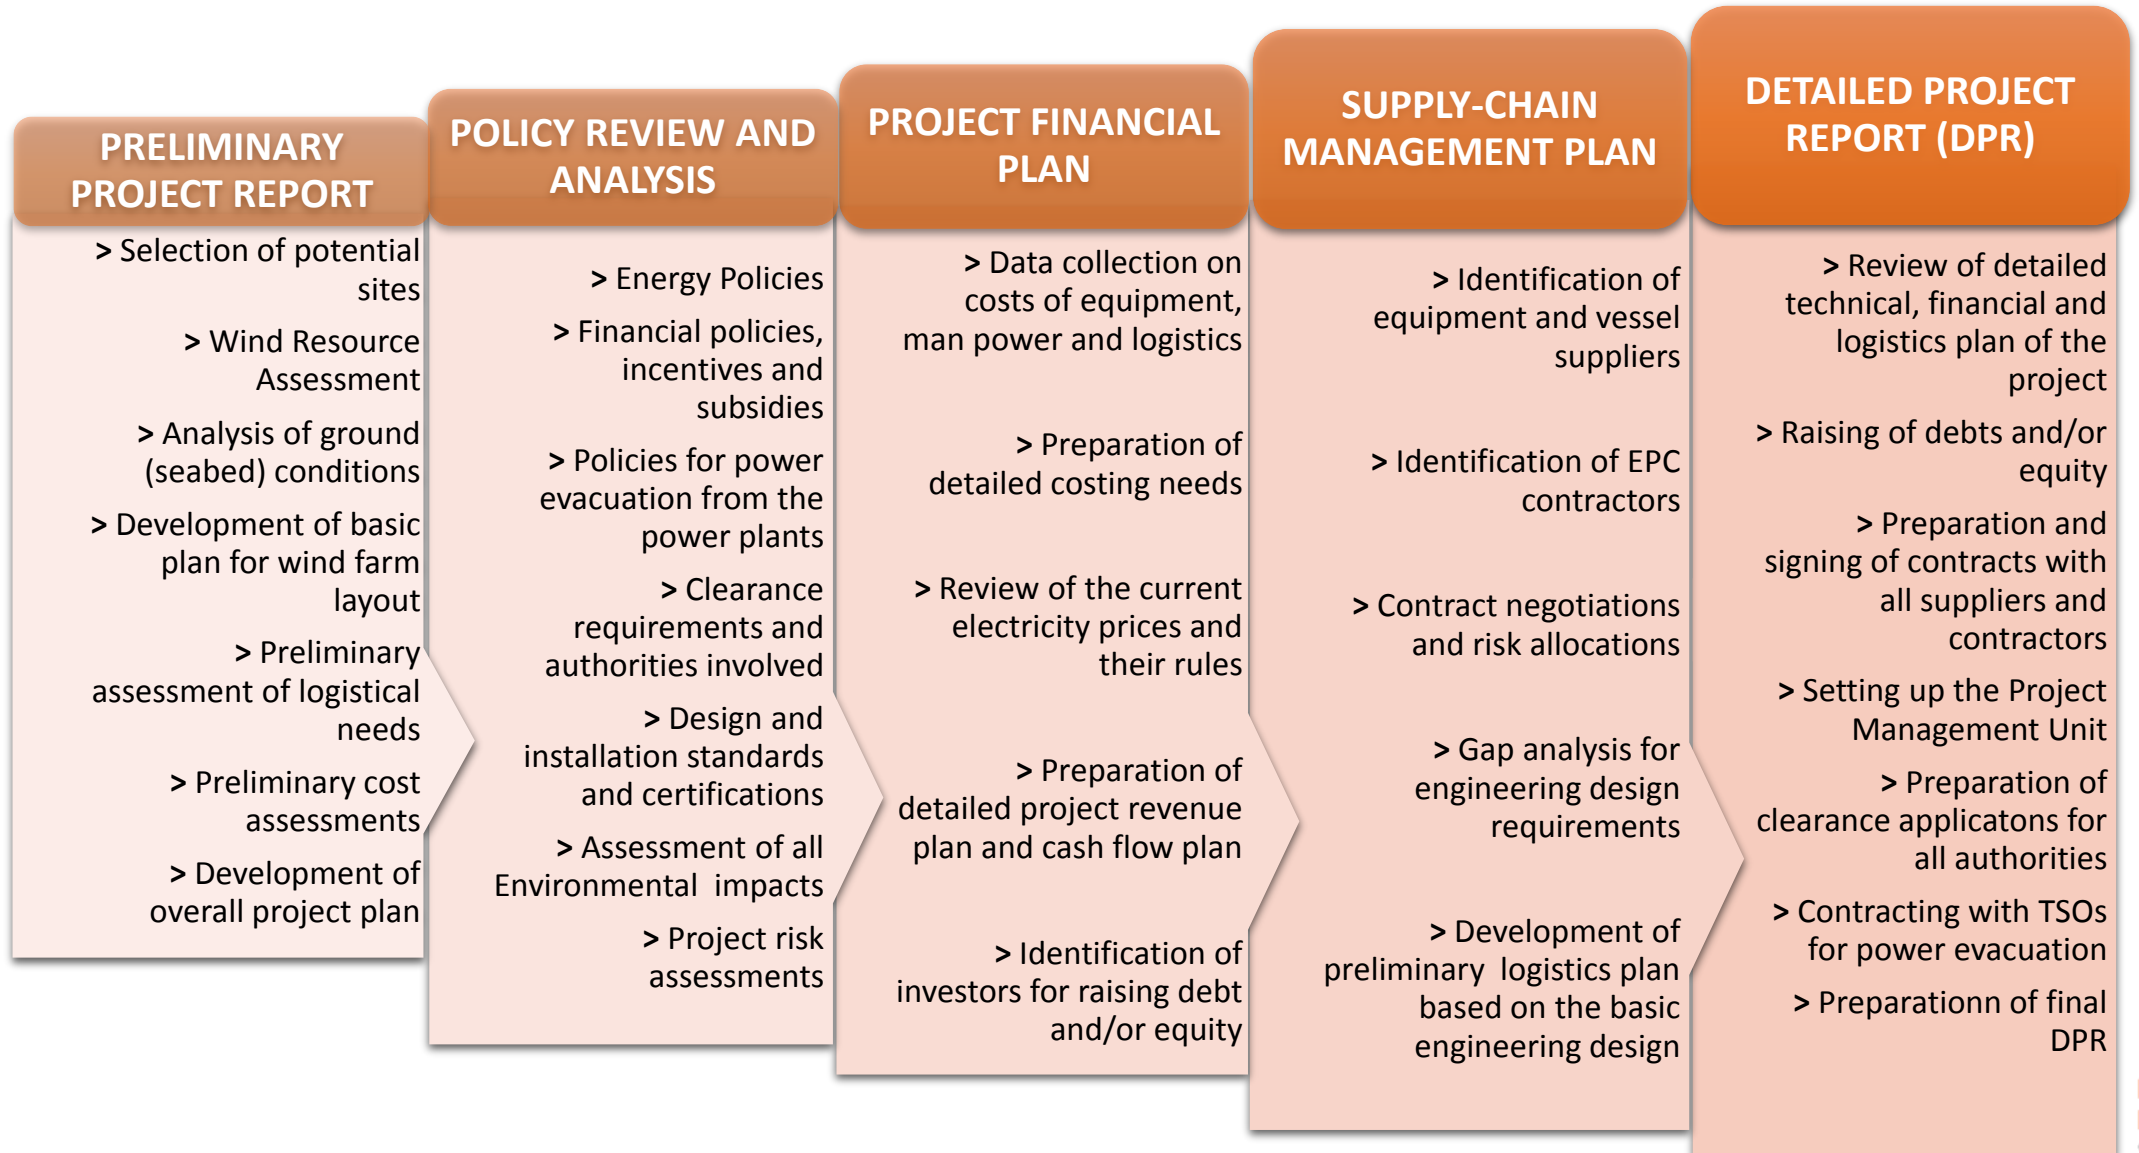 PRELIMINARY
PROJECT REPORT
> Selection of potential
sites
> Wind Resource
Assessment
> Analysis of ground
(seabed) conditions
> Development of basic
plan for wind farm
layout
> Preliminary
assessment of logistical
needs
> Preliminary cost
assessments
> Development of
overall project plan
POLICY REVIEW AND
ANALYSIS
> Energy Policies
> Financial policies,
incentives and
subsidies
> Policies for power
evacuation from the
power plants
> Clearance
requirements and
authorities involved
> Design and
installation standards
and certifications
> Assessment of all
Environmental  impacts
> Project risk
assessments
PROJECT FINANCIAL
PLAN
> Data collection on
costs of equipment,
man power and logistics
> Preparation of
detailed costing needs
> Review of the current
electricity prices and
their rules
> Preparation of
detailed project revenue
plan and cash flow plan
> Identification of
investors for raising debt
and/or equity
SUPPLY-CHAIN
MANAGEMENT PLAN
> Identification of
equipment and vessel
suppliers
> Identification of EPC
contractors
> Contract negotiations
and risk allocations
> Gap analysis for
engineering design
requirements
> Development of
preliminary  logistics plan
based on the basic
engineering design
DETAILED PROJECT
REPORT (DPR)
> Review of detailed
technical, financial and
logistics plan of the
project
> Raising of debts and/or
equity
> Preparation and
signing of contracts with
all suppliers and
contractors
> Setting up the Project
Management Unit
> Preparation of
clearance applicatons for
all authorities
> Contracting with TSOs
for power evacuation
> Preparationn of final
DPR